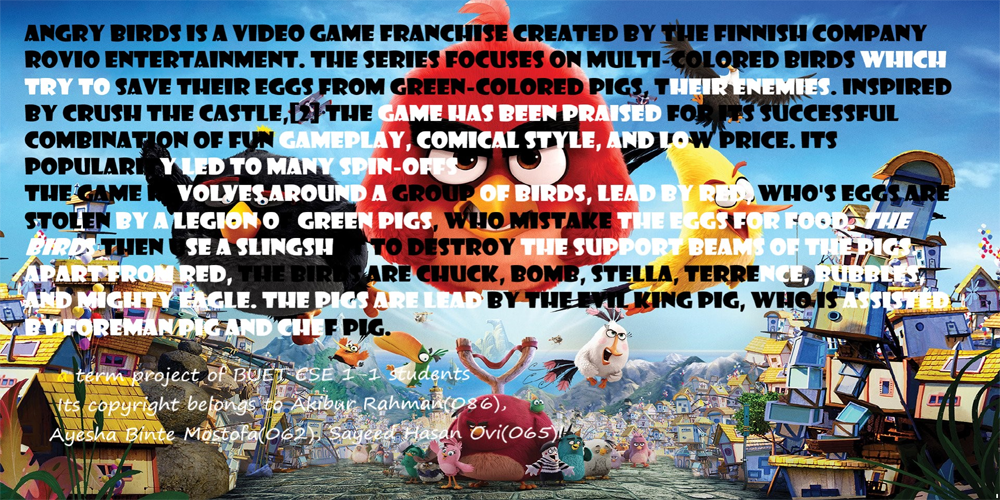 ANGRY BIRDS IS A VIDEO GAME FRANCHISE CREATED BY THE FINNISH COMPANY
ROVIO ENTERTAINMENT. THE SERIES FOCUSES ON MULTI-COLORED BIRDS WHICH
TRY TO SAVE THEIR EGGS FROM GREEN-COLORED PIGS, THEIR ENEMIES. INSPIRED
BY CRUSH THE CASTLE,[2] THE GAME HAS BEEN PRAISED FOR ITS SUCCESSFUL
COMBINATION OF FUN GAMEPLAY, COMICAL STYLE, AND LOW PRICE. ITS
POPULARITY LED TO MANY SPIN-OFFS
THE GAME REVOLVES AROUND A GROUP OF BIRDS, LEAD BY RED, WHO'S EGGS ARE
STOLEN BY A LEGION OF GREEN PIGS, WHO MISTAKE THE EGGS FOR FOOD. THE
BIRDS THEN USE A SLINGSHOT TO DESTROY THE SUPPORT BEAMS OF THE PIGS.
APART FROM RED, THE BIRDS ARE CHUCK, BOMB, STELLA, TERRENCE, BUBBLES,
AND MIGHTY EAGLE. THE PIGS ARE LEAD BY THE EVIL KING PIG, WHO IS ASSISTED
BY FOREMAN PIG AND CHEF PIG.
a term project of BUET CSE 1-1 students
Its copyright belongs to Akibur Rahman(086),
Ayesha Binte Mostofa(062), Sayeed Hasan Ovi(065)